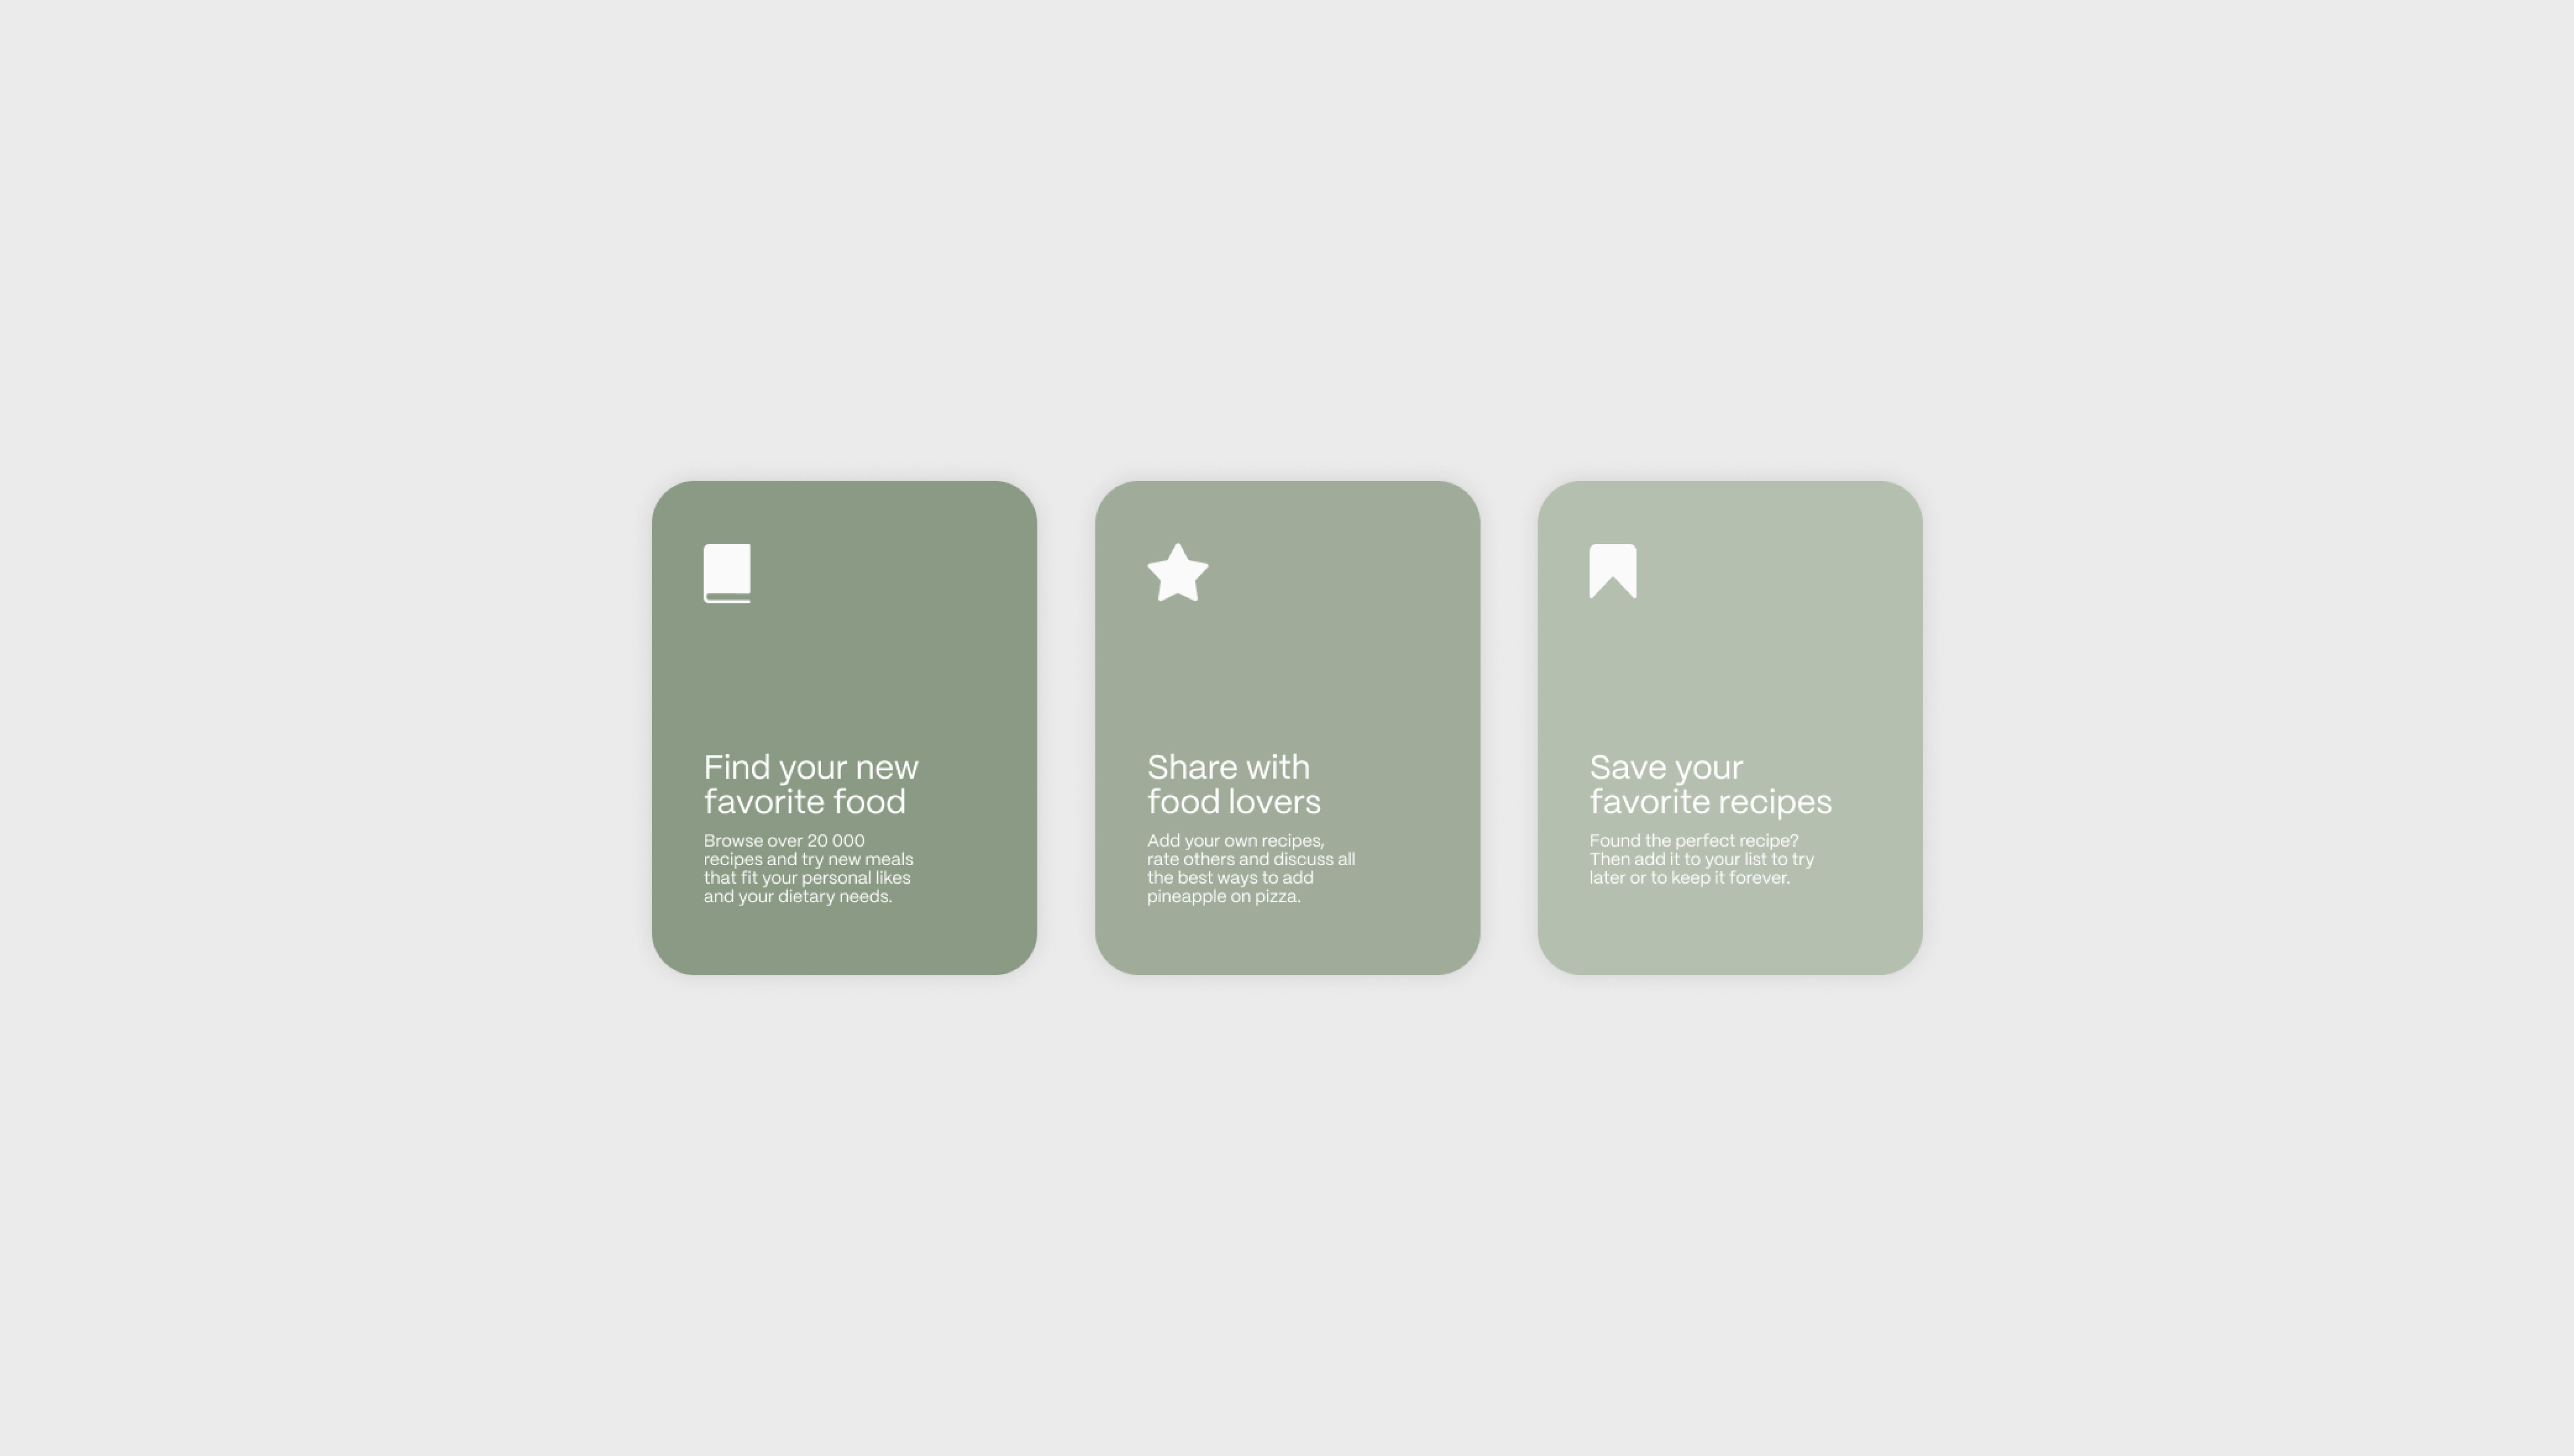 Find your new
favorite food
Browse over 20 000
recipes and try new meals
that fit your personal likes
and your dietary needs.
Share with
food lovers
Add your own recipes,
rate others and discuss all
the best ways to add
pineapple on pizza.
Save your
favorite recipes
Found the perfect recipe?
Then add it to your list to try
later or to keep it forever.